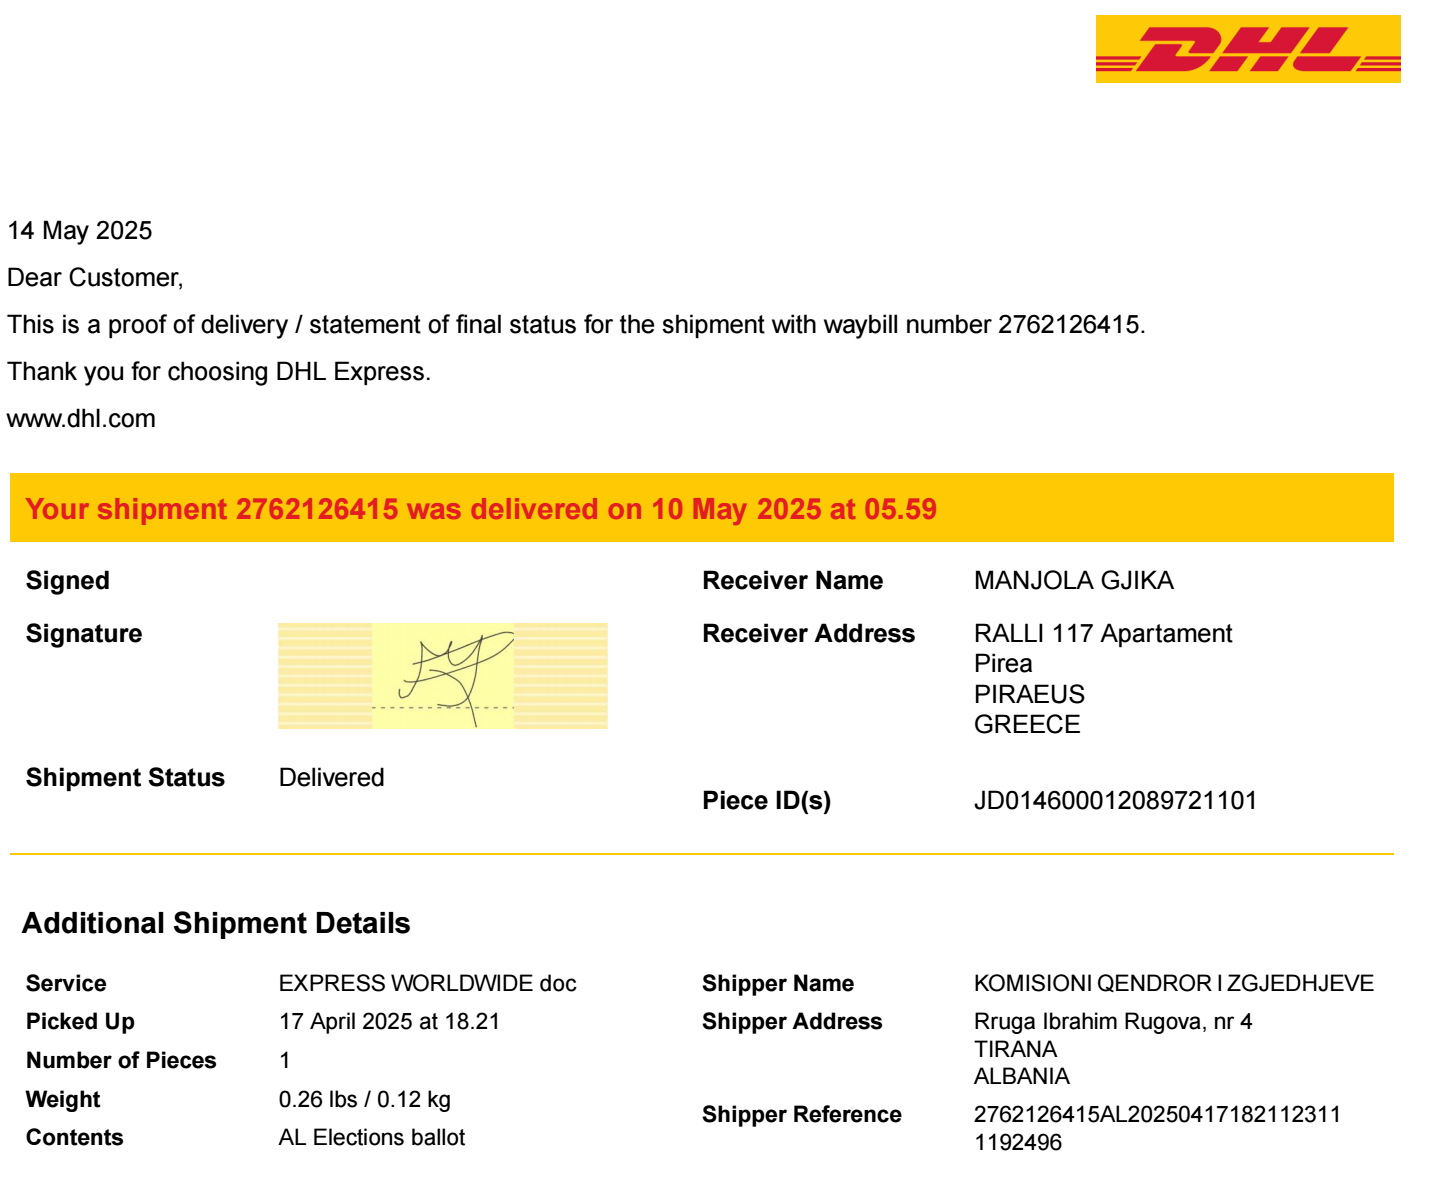 DHL
14 May 2025
Dear Customer,
This is a proof of delivery / statement of final status for the shipment with waybill number 2762126415.
Thank you for choosing DHL Express.
www.dhl.com
Your shipment 2762126415 was delivered on 10 May 2025 at 05.59
Signed
Receiver Name MANJOLA GJIKA
Signature
Receiver Address RALLI 117 Apartament
Pirea
PIRAEUS
GREECE
Shipment Status Delivered
Piece ID(s) JD014600012089721101
Additional Shipment Details
Service EXPRESS WORLDWIDE doc
Shipper Name KOMISIONI QENDROR I ZGJEDHJEVE
Picked Up 17 April 2025 at 18.21
Shipper Address Rruga Ibrahim Rugova, nr 4
TIRANA
ALBANIA
Number of Pieces 1
Weight 0.26 lbs / 0.12 kg
Shipper Reference 2762126415AL20250417182112311
1192496
Contents AL Elections ballot